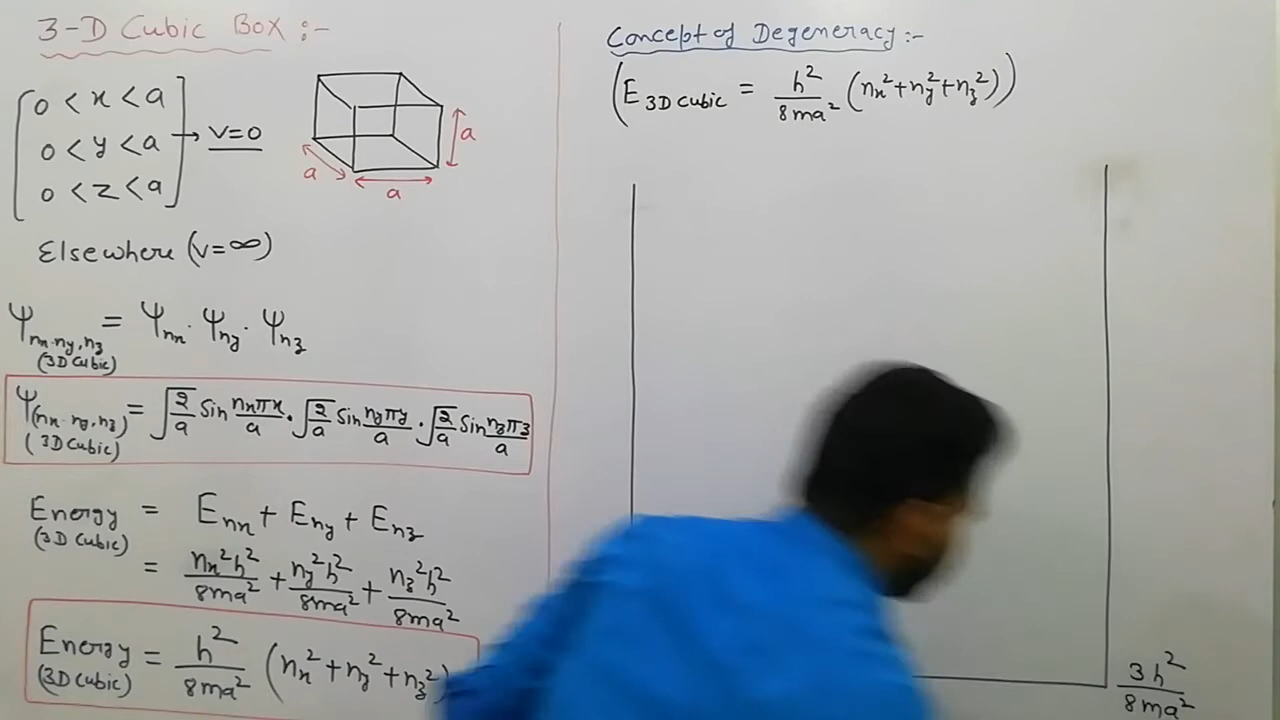 3-D Cubic Box :-
0 < x < a
0 < y < a → V=0
0 < z < a
a
a
a
Elsewhere (V=∞)
Ψnx.ny,nz = Ψnx . Ψny . Ψnz
(3D Cubic)
Ψ(nx. ny, nz) = √2/a Sin nxπx/a . √2/a Sin nyπy/a . √2/a Sin nzπz/a
(3D Cubic)
Energy = Enx + Eny + Enz
(3D Cubic)
= nx²h²/8ma² + ny²h²/8ma² + nz²h²/8ma²
Energy = h²/8ma² (nx² + ny² + nz²)
(3D Cubic)
Concept of Degeneracy :-
(E 3D Cubic = h²/8ma² (nx² + ny² + nz²))
3h²/8ma²